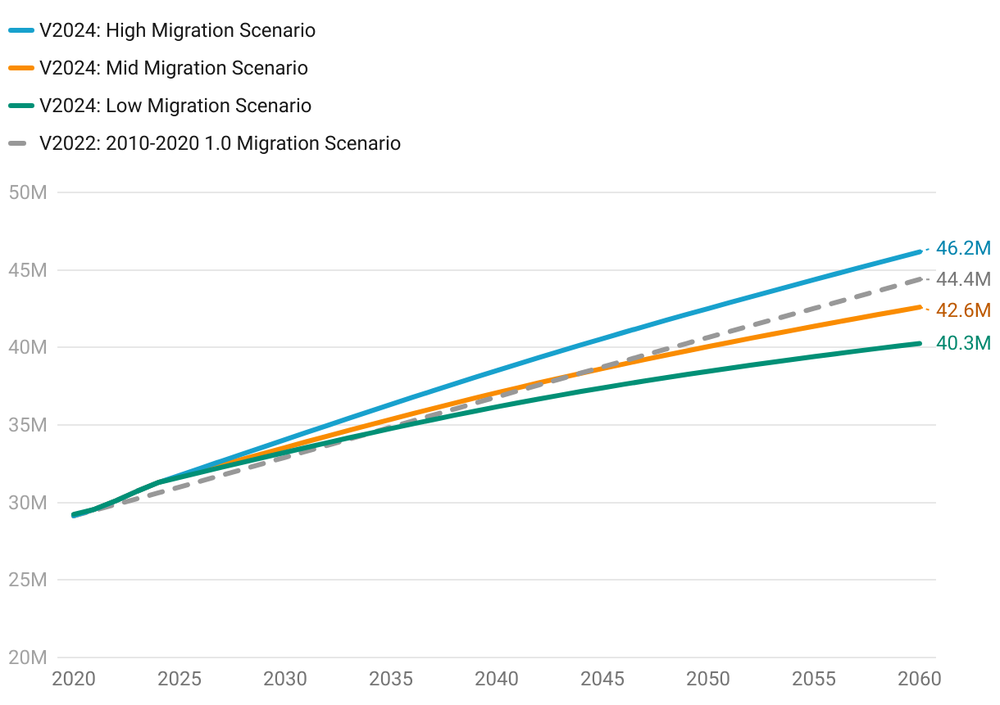 V2024: High Migration Scenario
V2024: Mid Migration Scenario
V2024: Low Migration Scenario
V2022: 2010-2020 1.0 Migration Scenario
50M
46.2M
45M
44.4M
42.6M
40M
40.3M
35M
30M
25M
20M
2020 2025 2030 2035 2040 2045 2050 2055 2060